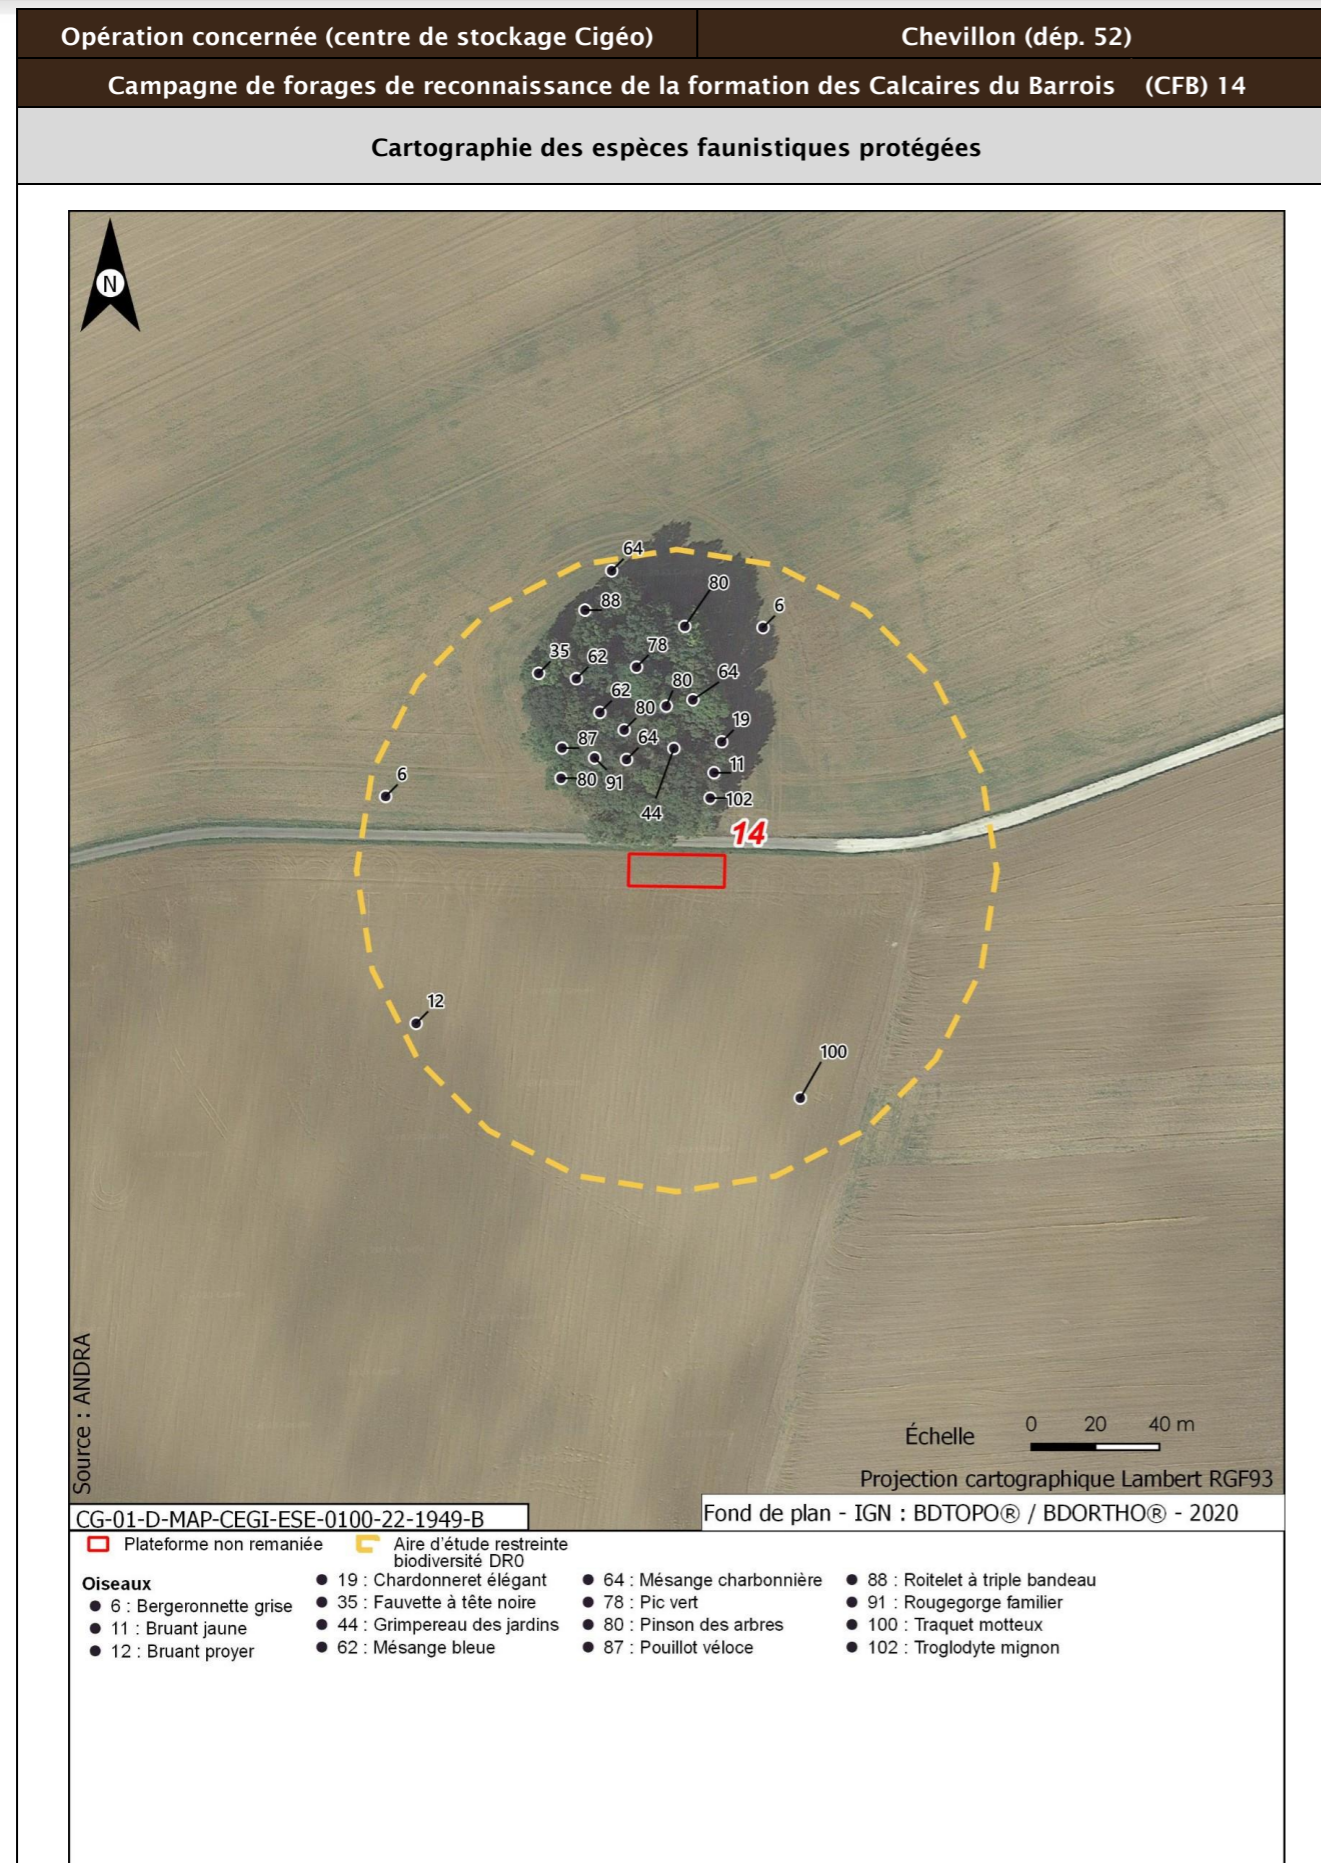 Opération concernée (centre de stockage Cigéo)
Chevillon (dép. 52)
Campagne de forages de reconnaissance de la formation des Calcaires du Barrois (CFB) 14
Cartographie des espèces faunistiques protégées
N
64
80
6
88
78
35
62
80
64
62
80
19
87
64
11
6
80
91
102
44
14
12
100
Source : ANDRA
Échelle
0 20 40 m
Projection cartographique Lambert RGF93
CG-01-D-MAP-CEGI-ESE-0100-22-1949-B
Fond de plan - IGN : BDTOPO® / BDORTHO® - 2020
Plateforme non remaniée
Aire d'étude restreinte
biodiversité DR0
Oiseaux
6 : Bergeronnette grise
11 : Bruant jaune
12 : Bruant proyer
19 : Chardonneret élégant
35 : Fauvette à tête noire
44 : Grimpereau des jardins
62 : Mésange bleue
64 : Mésange charbonnière
78 : Pic vert
80 : Pinson des arbres
87 : Pouillot véloce
88 : Roitelet à triple bandeau
91 : Rougegorge familier
100 : Traquet motteux
102 : Troglodyte mignon